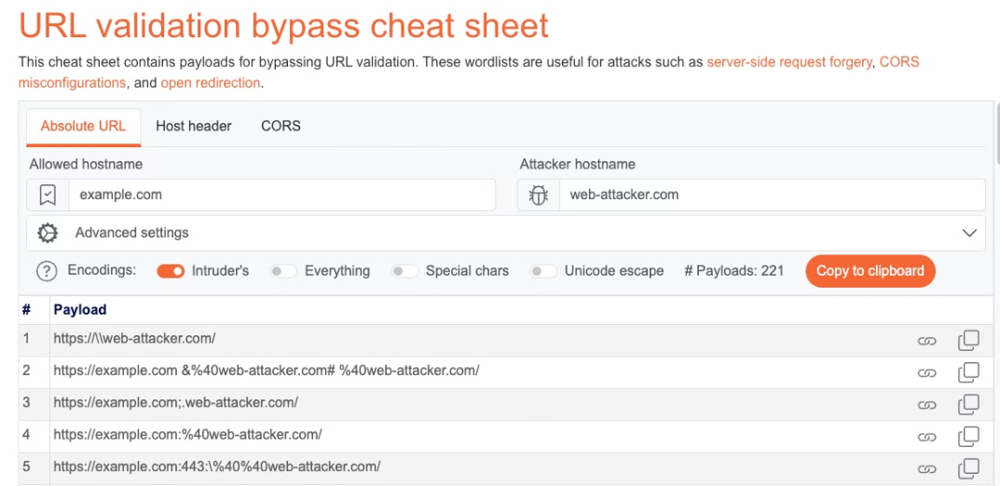 URL validation bypass cheat sheet
This cheat sheet contains payloads for bypassing URL validation. These wordlists are useful for attacks such as server-side request forgery, CORS
misconfigurations, and open redirection.
Absolute URL Host header CORS
Allowed hostname Attacker hostname
example.com web-attacker.com
Advanced settings
Encodings: Intruder's Everything Special chars Unicode escape # Payloads: 221 Copy to clipboard
# Payload
1 https://\\web-attacker.com/
2 https://example.com &%40web-attacker.com# %40web-attacker.com/
3 https://example.com;.web-attacker.com/
4 https://example.com:%40web-attacker.com/
5 https://example.com:443:\%40%40web-attacker.com/